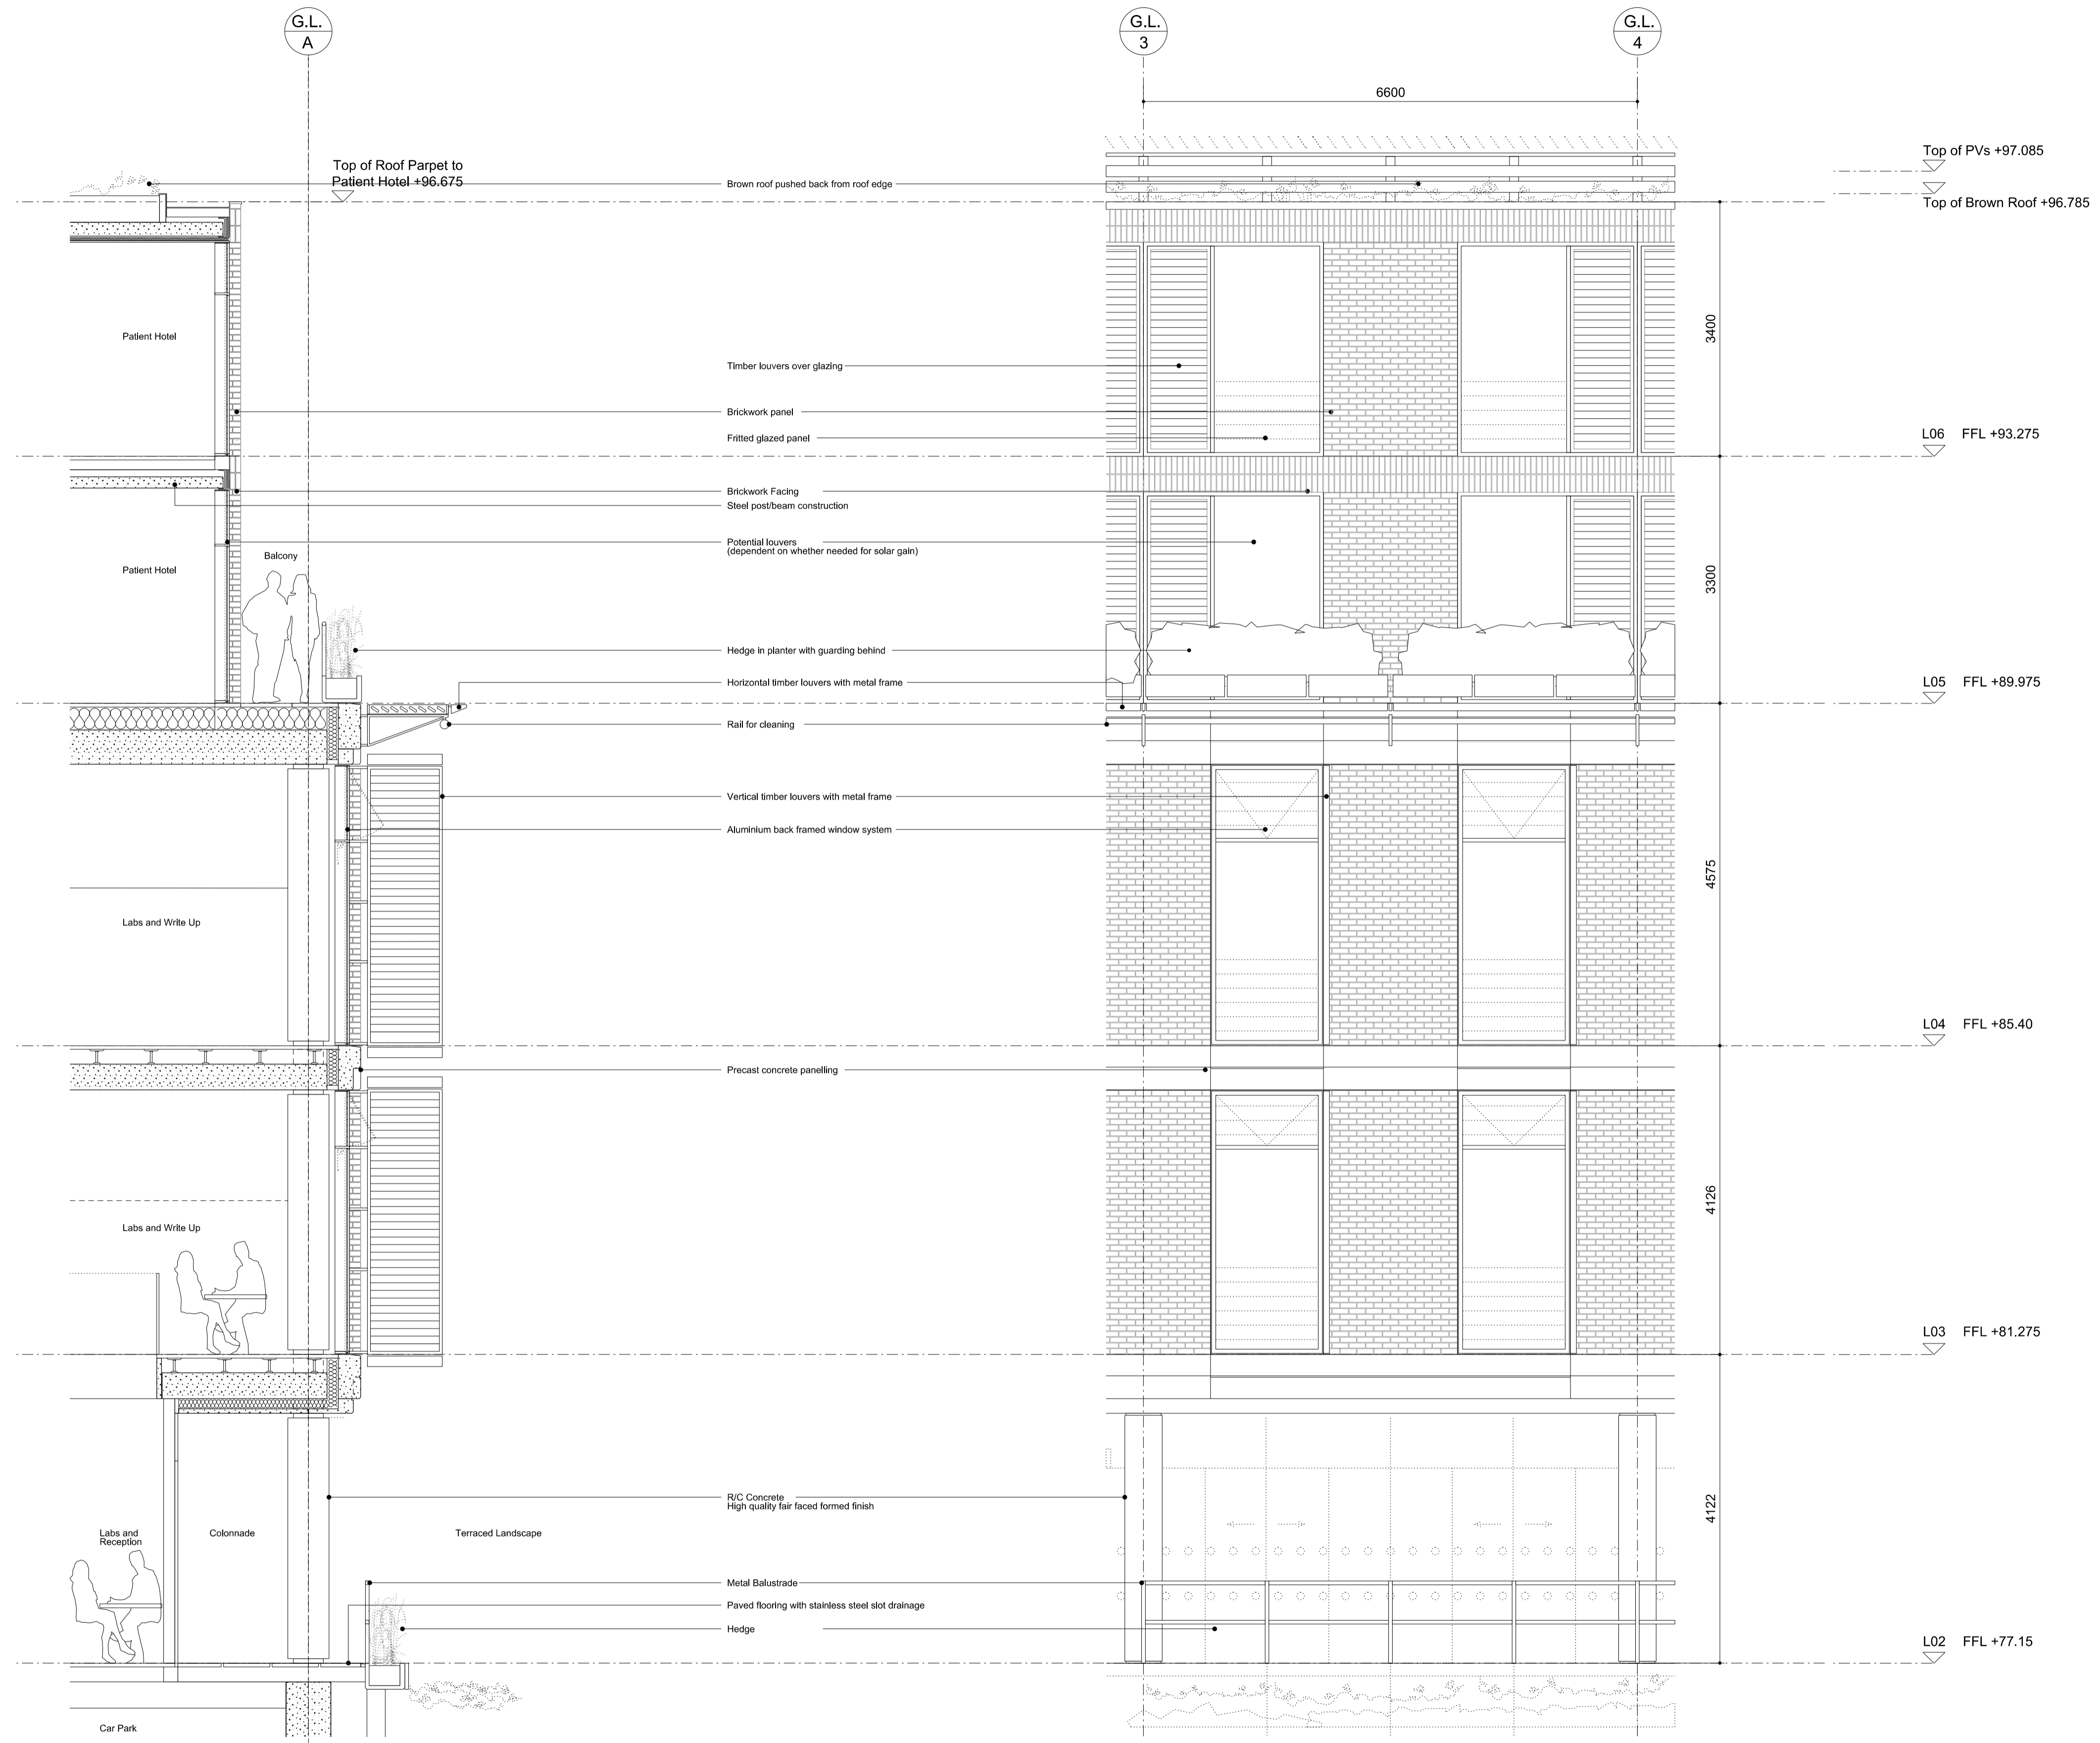 G.L.
A
G.L.
3
G.L.
4
6600
Top of Roof Parpet to
Patient Hotel +96.675
Top of PVs +97.085
Brown roof pushed back from roof edge
Top of Brown Roof +96.785
Patient Hotel
3400
Timber louvers over glazing
Brickwork panel
Fritted glazed panel
L06 FFL +93.275
Brickwork Facing
Steel post/beam construction
Potential louvers
(dependent on whether needed for solar gain)
Balcony
Patient Hotel
3300
Hedge in planter with guarding behind
Horizontal timber louvers with metal frame
L05 FFL +89.975
Rail for cleaning
Vertical timber louvers with metal frame
Aluminium back framed window system
4575
Labs and Write Up
L04 FFL +85.40
Precast concrete panelling
4126
Labs and Write Up
L03 FFL +81.275
R/C Concrete
High quality fair faced formed finish
4122
Labs and
Reception
Colonnade
Terraced Landscape
Metal Balustrade
Paved flooring with stainless steel slot drainage
Hedge
L02 FFL +77.15
Car Park